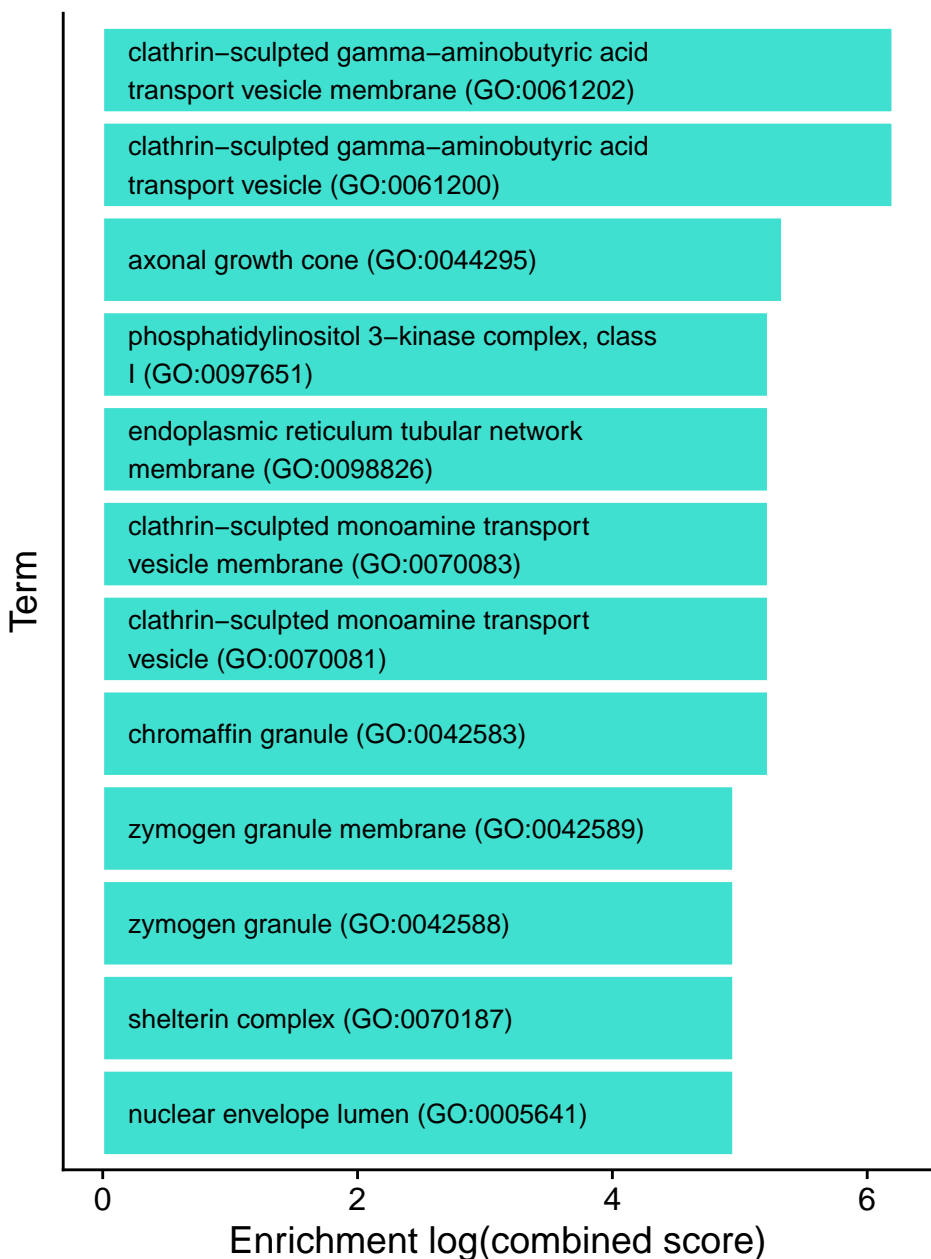 clathrin−sculpted gamma−aminobutyric acid
transport vesicle membrane (GO:0061202)
clathrin−sculpted gamma−aminobutyric acid
transport vesicle (GO:0061200)
axonal growth cone (GO:0044295)
phosphatidylinositol 3−kinase complex, class
I (GO:0097651)
endoplasmic reticulum tubular network
membrane (GO:0098826)
clathrin−sculpted monoamine transport
vesicle membrane (GO:0070083)
clathrin−sculpted monoamine transport
vesicle (GO:0070081)
chromaffin granule (GO:0042583)
zymogen granule membrane (GO:0042589)
zymogen granule (GO:0042588)
shelterin complex (GO:0070187)
nuclear envelope lumen (GO:0005641)
Term
0 2 4 6
Enrichment log(combined score)